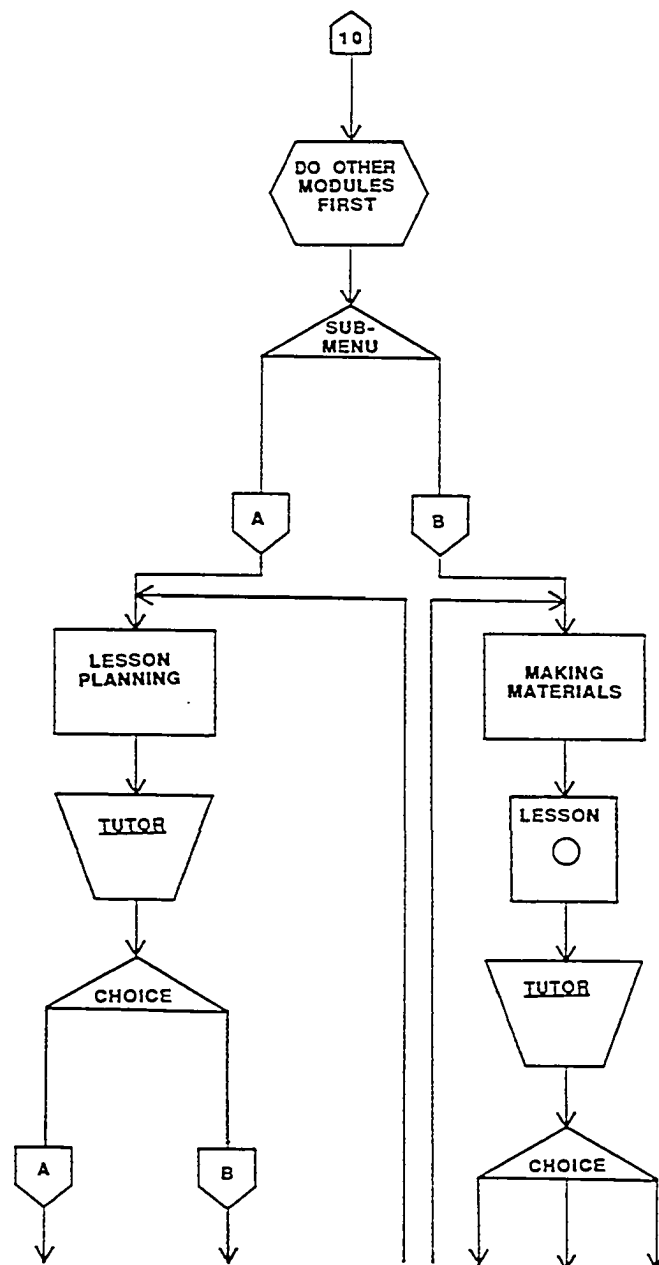 10
DO OTHER
MODULES
FIRST
SUB-
MENU
A
B
LESSON
PLANNING
MAKING
MATERIALS
TUTOR
LESSON
CHOICE
TUTOR
A
B
CHOICE